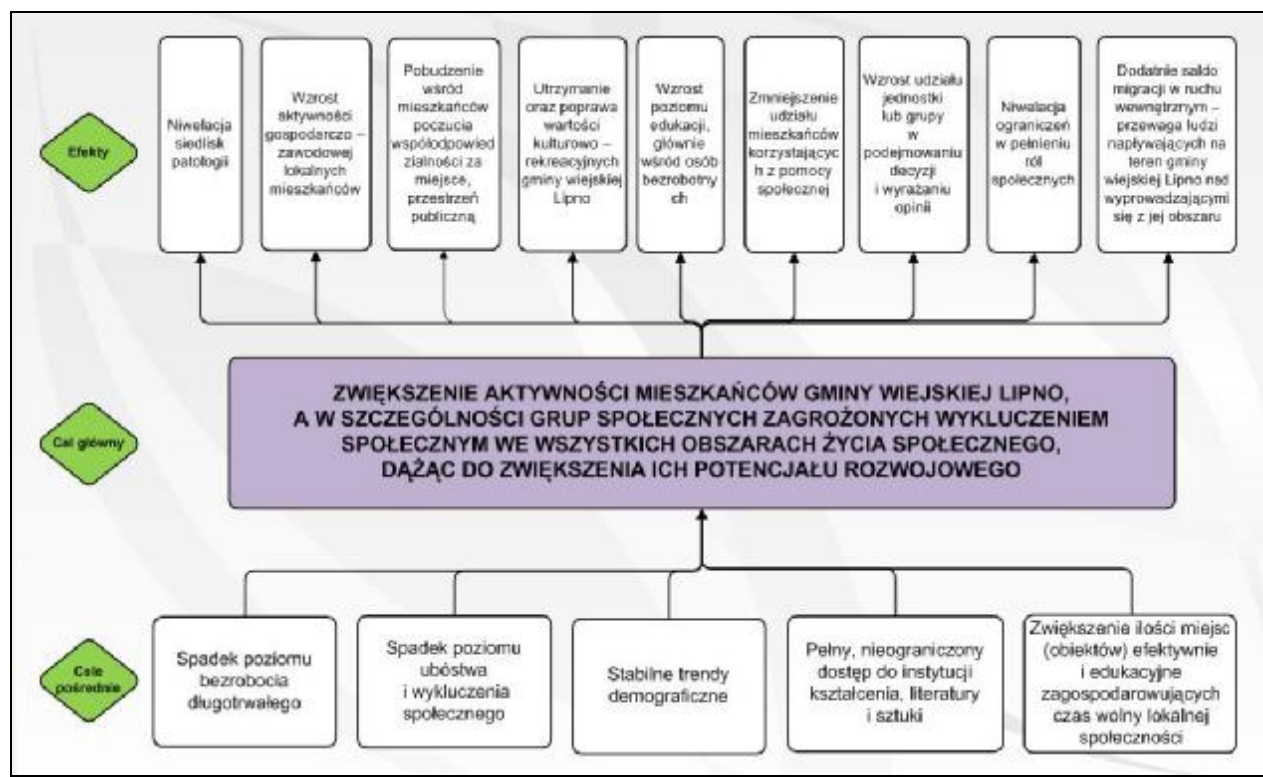 Efekty
Niwelacja
siedlisk
patologii
Wzrost
aktywności
gospodarczo –
zawodowej
lokalnych
mieszkańców
Pobudzenie
wśród
mieszkańców
poczucia
współodpowied
zialności za
miejsce,
przestrzeń
publiczną
Utrzymanie
oraz poprawa
wartości
kulturowo –
rekreacyjnych
gminy wiejskiej
Lipno
Wzrost
poziomu
edukacji,
głównie
wśród osób
bezrobotny
ch
Zmniejszenie
udziału
mieszkańców
korzystającyc
h z pomocy
społecznej
Wzrost udziału
jednostki
lub grupy
w
podejmowaniu
decyzji
i wyrażaniu
opinii
Niwelacja
ograniczeń
w pełnieniu
ról
społecznych
Dodatnie saldo
migracji w ruchu
wewnętrznym –
przewaga ludzi
napływających na
teren gminy
wiejskiej Lipno nad
wyprowadzającymi
się z jej obszaru
Cel główny
ZWIĘKSZENIE AKTYWNOŚCI MIESZKAŃCÓW GMINY WIEJSKIEJ LIPNO,
A W SZCZEGÓLNOŚCI GRUP SPOŁECZNYCH ZAGROŻONYCH WYKLUCZENIEM
SPOŁECZNYM WE WSZYSTKICH OBSZARACH ŻYCIA SPOŁECZNEGO,
DĄŻĄC DO ZWIĘKSZENIA ICH POTENCJAŁU ROZWOJOWEGO
Cele
pośrednie
Spadek poziomu
bezrobocia
długotrwałego
Spadek poziomu
ubóstwa
i wykluczenia
społecznego
Stabilne trendy
demograficzne
Pełny, nieograniczony
dostęp do instytucji
kształcenia, literatury
i sztuki
Zwiększenie ilości miejsc
(obiektów) efektywnie
i edukacyjne
zagospodarowujących
czas wolny lokalnej
społeczności